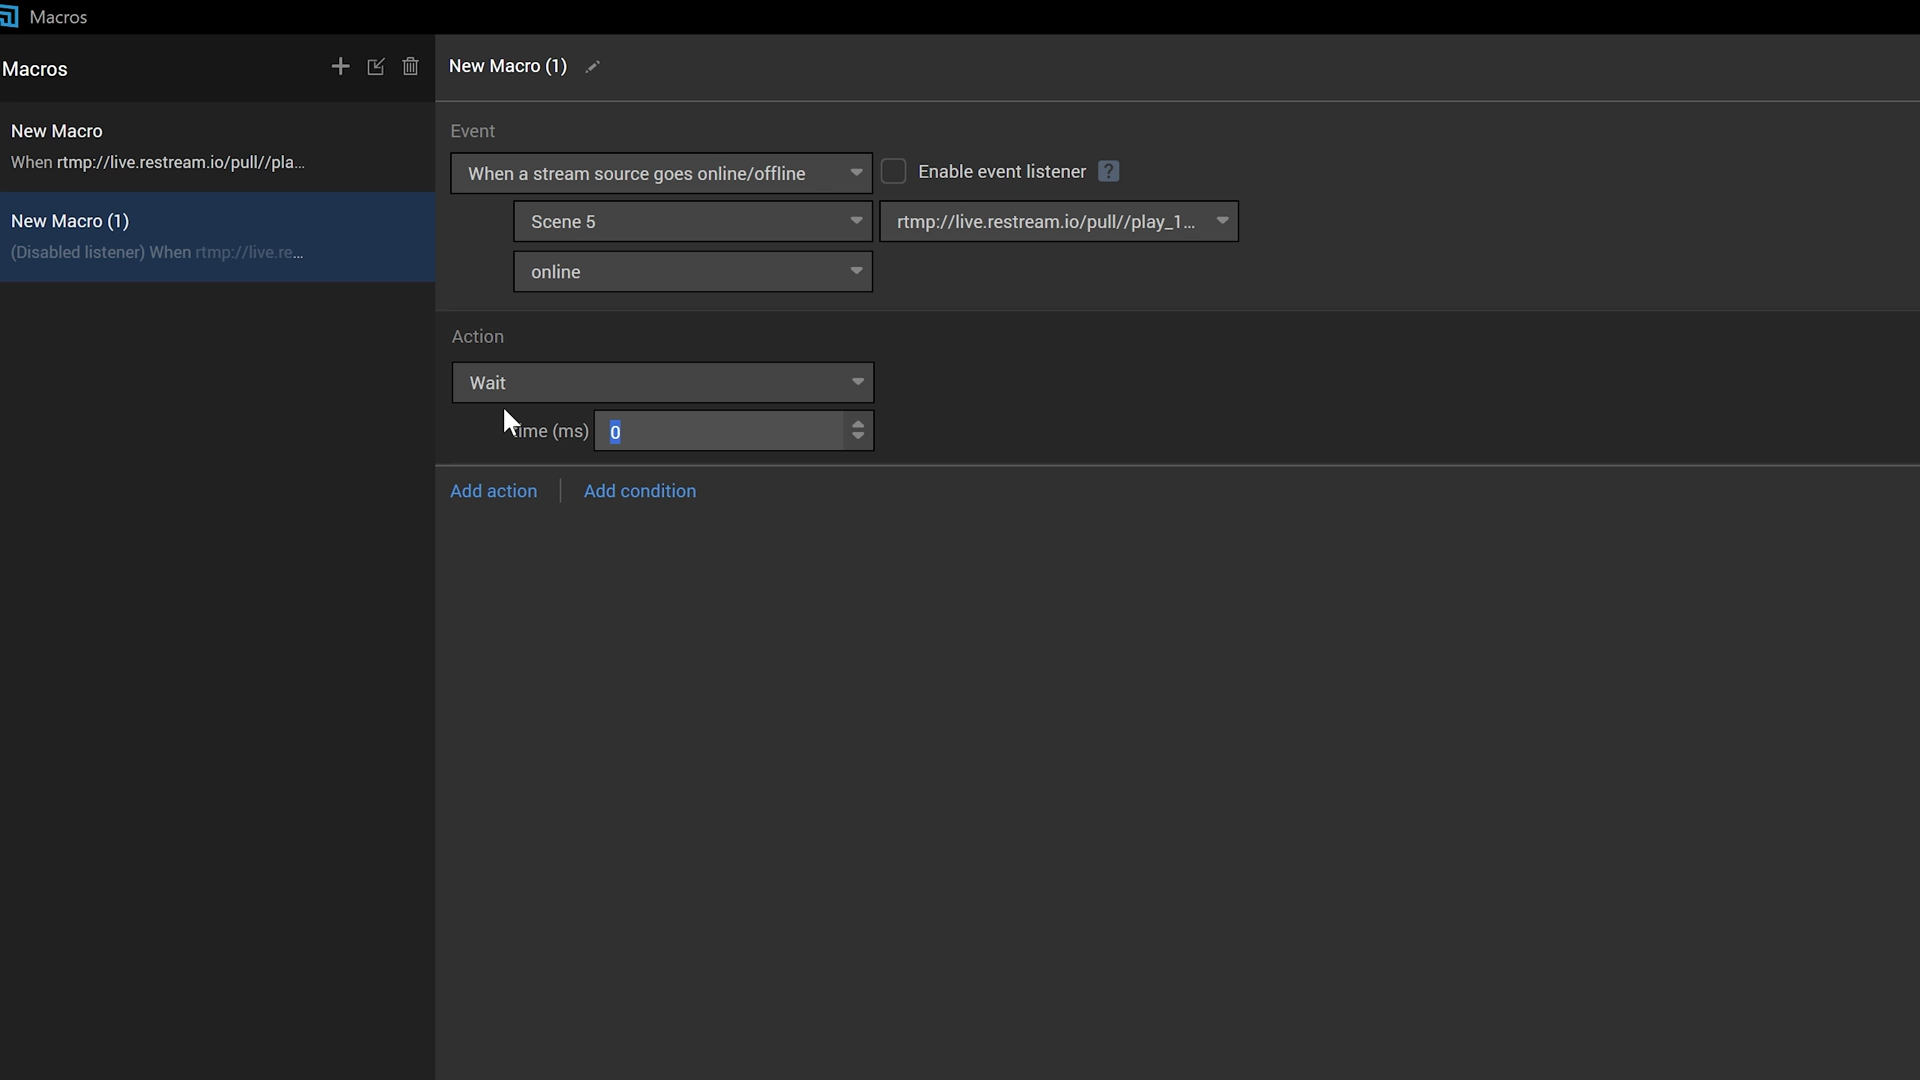 Macros
Macros
New Macro
When rtmp://live.restream.io/pull//pla...
New Macro (1)
(Disabled listener) When rtmp://live.re...
New Macro (1)
Event
When a stream source goes online/offline
Enable event listener ?
Scene 5
rtmp://live.restream.io/pull//play_1...
online
Action
Wait
(ms) 0
Add action
Add condition